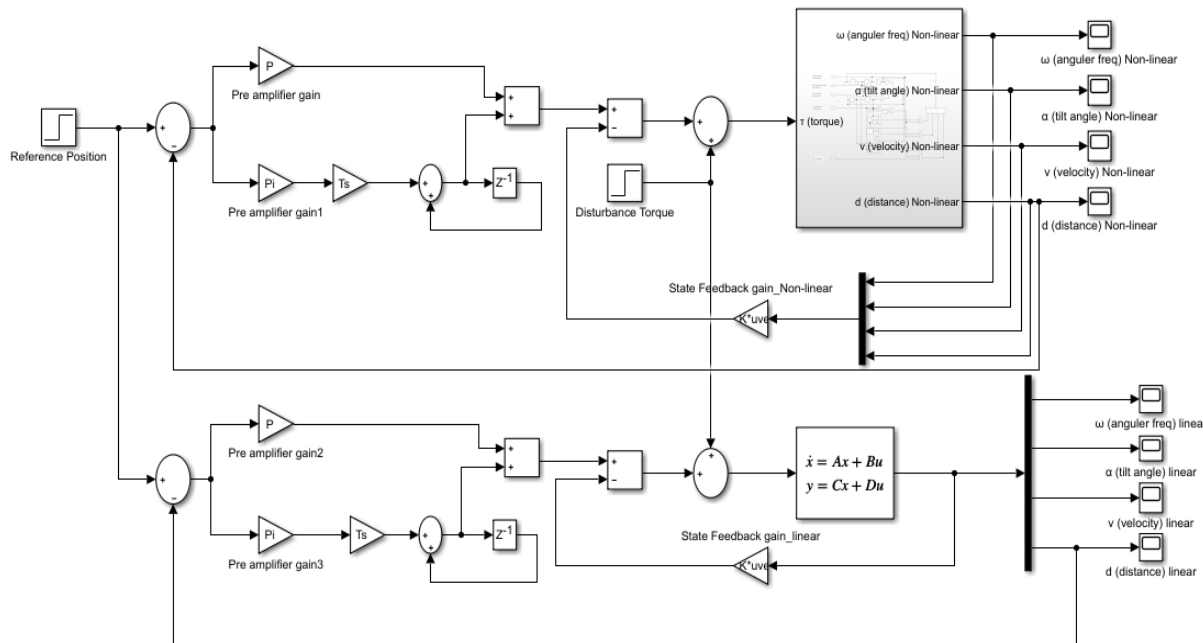 ω (anguler freq) Non-linear
ω (anguler freq) Non-linear
P
Pre amplifier gain
α (tilt angle) Non-linear
α (tilt angle) Non-linear
Reference Position
τ (torque)
v (velocity) Non-linear
v (velocity) Non-linear
Pi
Ts
Z-1
Pre amplifier gain1
Disturbance Torque
d (distance) Non-linear
d (distance) Non-linear
State Feedback gain_Non-linear
K*uve
P
Pre amplifier gain2
ω (anguler freq) linea
ẋ = Ax + Bu
y = Cx + Du
α (tilt angle) linear
v (velocity) linear
Pi
Ts
Z-1
Pre amplifier gain3
State Feedback gain_linear
K*uve
d (distance) linear